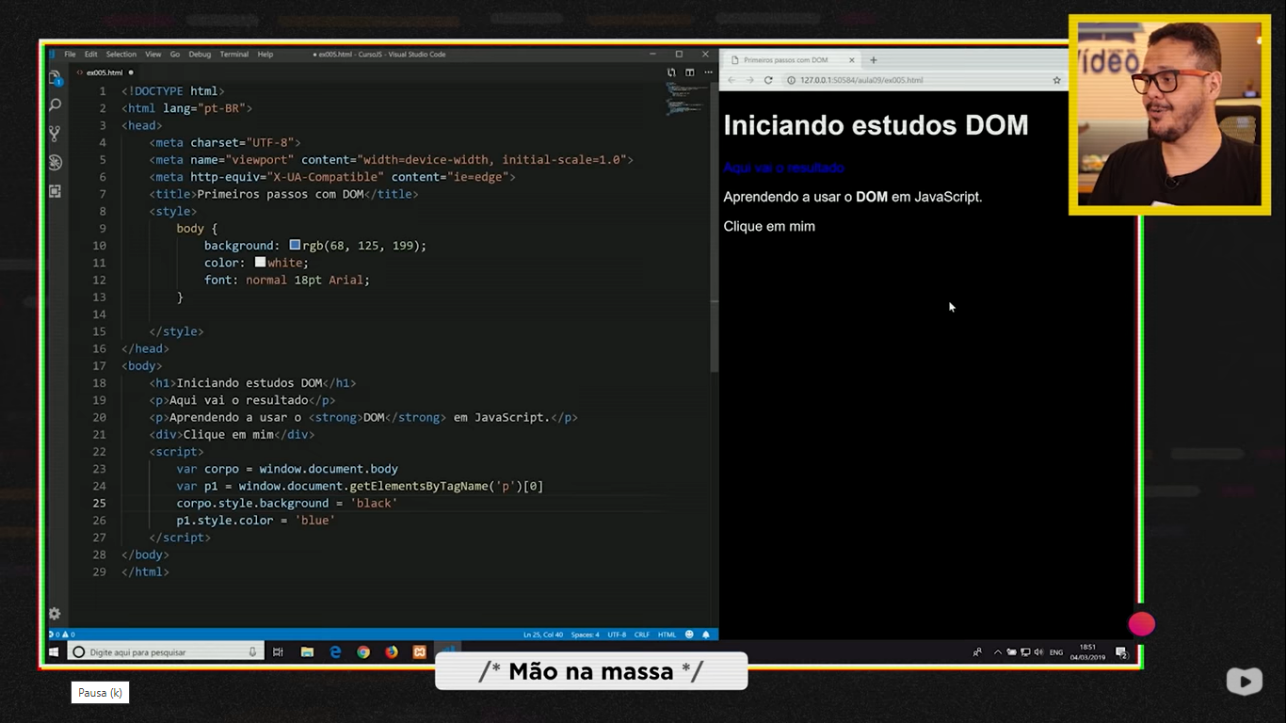 File Edit Selection View Go Debug Terminal Help
● ex005.html - CursoJS - Visual Studio Code
ex005.html ●
1 <!DOCTYPE html>
2 <html lang="pt-BR">
3 <head>
4 <meta charset="UTF-8">
5 <meta name="viewport" content="width=device-width, initial-scale=1.0">
6 <meta http-equiv="X-UA-Compatible" content="ie=edge">
7 <title>Primeiros passos com DOM</title>
8 <style>
9 body {
10 background: rgb(68, 125, 199);
11 color: white;
12 font: normal 18pt Arial;
13 }
14
15 </style>
16 </head>
17 <body>
18 <h1>Iniciando estudos DOM</h1>
19 <p>Aqui vai o resultado</p>
20 <p>Aprendendo a usar o <strong>DOM</strong> em JavaScript.</p>
21 <div>Clique em mim</div>
22 <script>
23 var corpo = window.document.body
24 var p1 = window.document.getElementsByTagName('p')[0]
25 corpo.style.background = 'black'
26 p1.style.color = 'blue'
27 </script>
28 </body>
29 </html>
0 0
Ln 25, Col 40 Spaces: 4 UTF-8 CRLF HTML
Primeiros passos com DOM
127.0.0.1:50584/aula09/ex005.html
Iniciando estudos DOM
Aqui vai o resultado
Aprendendo a usar o DOM em JavaScript.
Clique em mim
vídeo
Digite aqui para pesquisar
ENG
18:51
04/03/2019
2
/* Mão na massa */
Pausa (k)